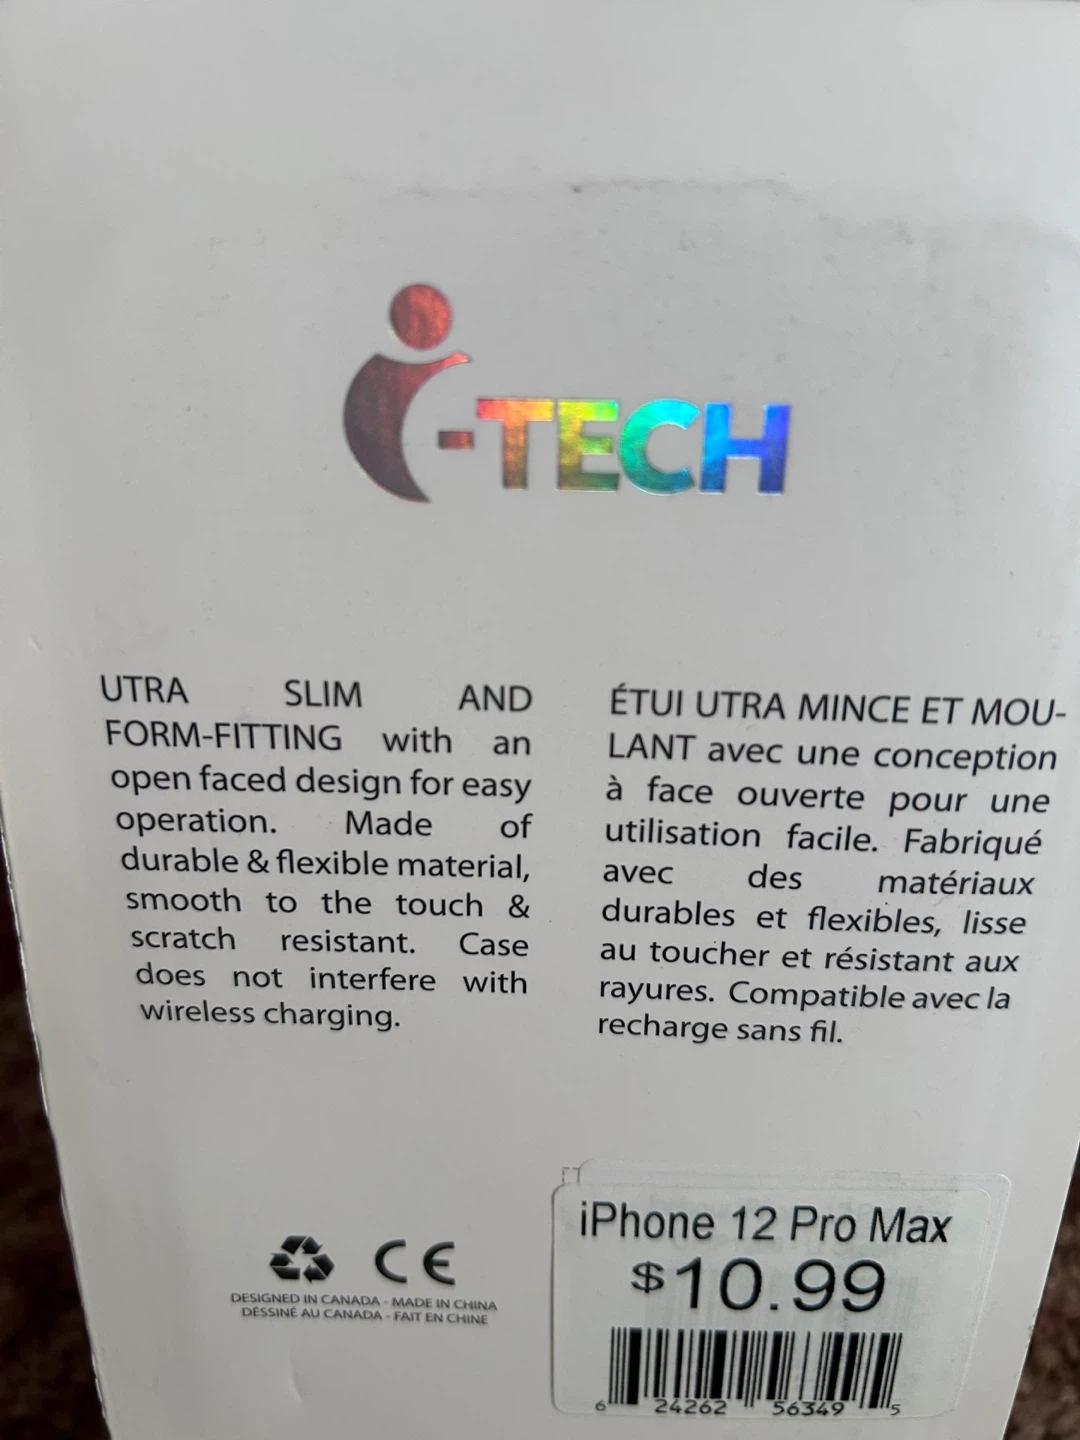 i-TECH
UTRA SLIM AND
FORM-FITTING with an
open faced design for easy
operation. Made of
durable & flexible material,
smooth to the touch &
scratch resistant. Case
does not interfere with
wireless charging.
ÉTUI UTRA MINCE ET MOU-
LANT avec une conception
à face ouverte pour une
utilisation facile. Fabriqué
avec des matériaux
durables et flexibles, lisse
au toucher et résistant aux
rayures. Compatible avec la
recharge sans fil.
CE
DESIGNED IN CANADA - MADE IN CHINA
DÉSSINÉ AU CANADA - FAIT EN CHINE
iPhone 12 Pro Max
$10.99
6 24262 56349 5